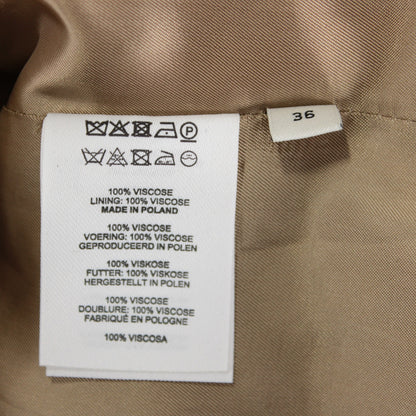 36
P
100% VISCOSE
LINING: 100% VISCOSE
MADE IN POLAND
100% VISCOSE
VOERING: 100% VISCOSE
GEPRODUCEERD IN POLEN
100% VISKOSE
FUTTER: 100% VISKOSE
HERGESTELLT IN POLEN
100% VISCOSE
DOUBLURE: 100% VISCOSE
FABRIQUÉ EN POLOGNE
100% VISCOSA